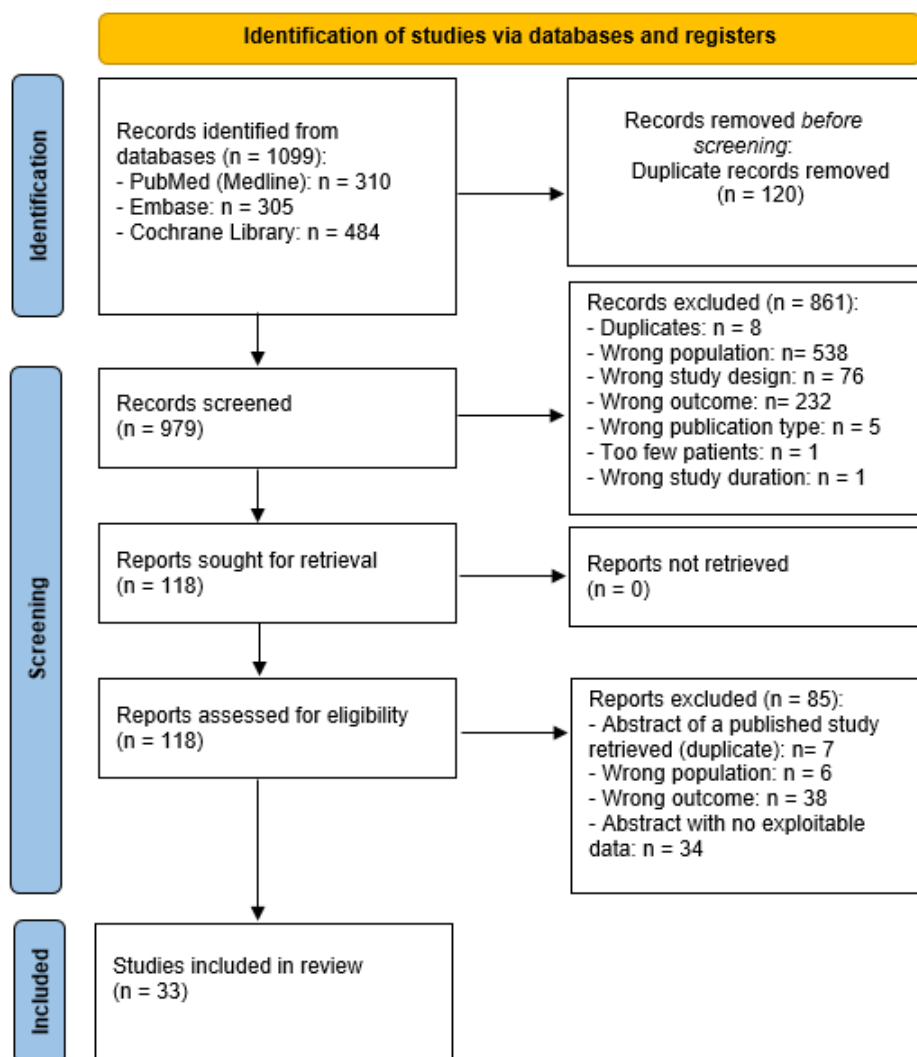 Identification of studies via databases and registers
Identification
Records identified from
databases (n = 1099):
- PubMed (Medline): n = 310
- Embase: n = 305
- Cochrane Library: n = 484
Records removed before
screening:
Duplicate records removed
(n = 120)
Screening
Records screened
(n = 979)
Records excluded (n = 861):
- Duplicates: n = 8
- Wrong population: n= 538
- Wrong study design: n = 76
- Wrong outcome: n= 232
- Wrong publication type: n = 5
- Too few patients: n = 1
- Wrong study duration: n = 1
Reports sought for retrieval
(n = 118)
Reports not retrieved
(n = 0)
Reports assessed for eligibility
(n = 118)
Reports excluded (n = 85):
- Abstract of a published study
retrieved (duplicate): n= 7
- Wrong population: n = 6
- Wrong outcome: n = 38
- Abstract with no exploitable
data: n = 34
Included
Studies included in review
(n = 33)